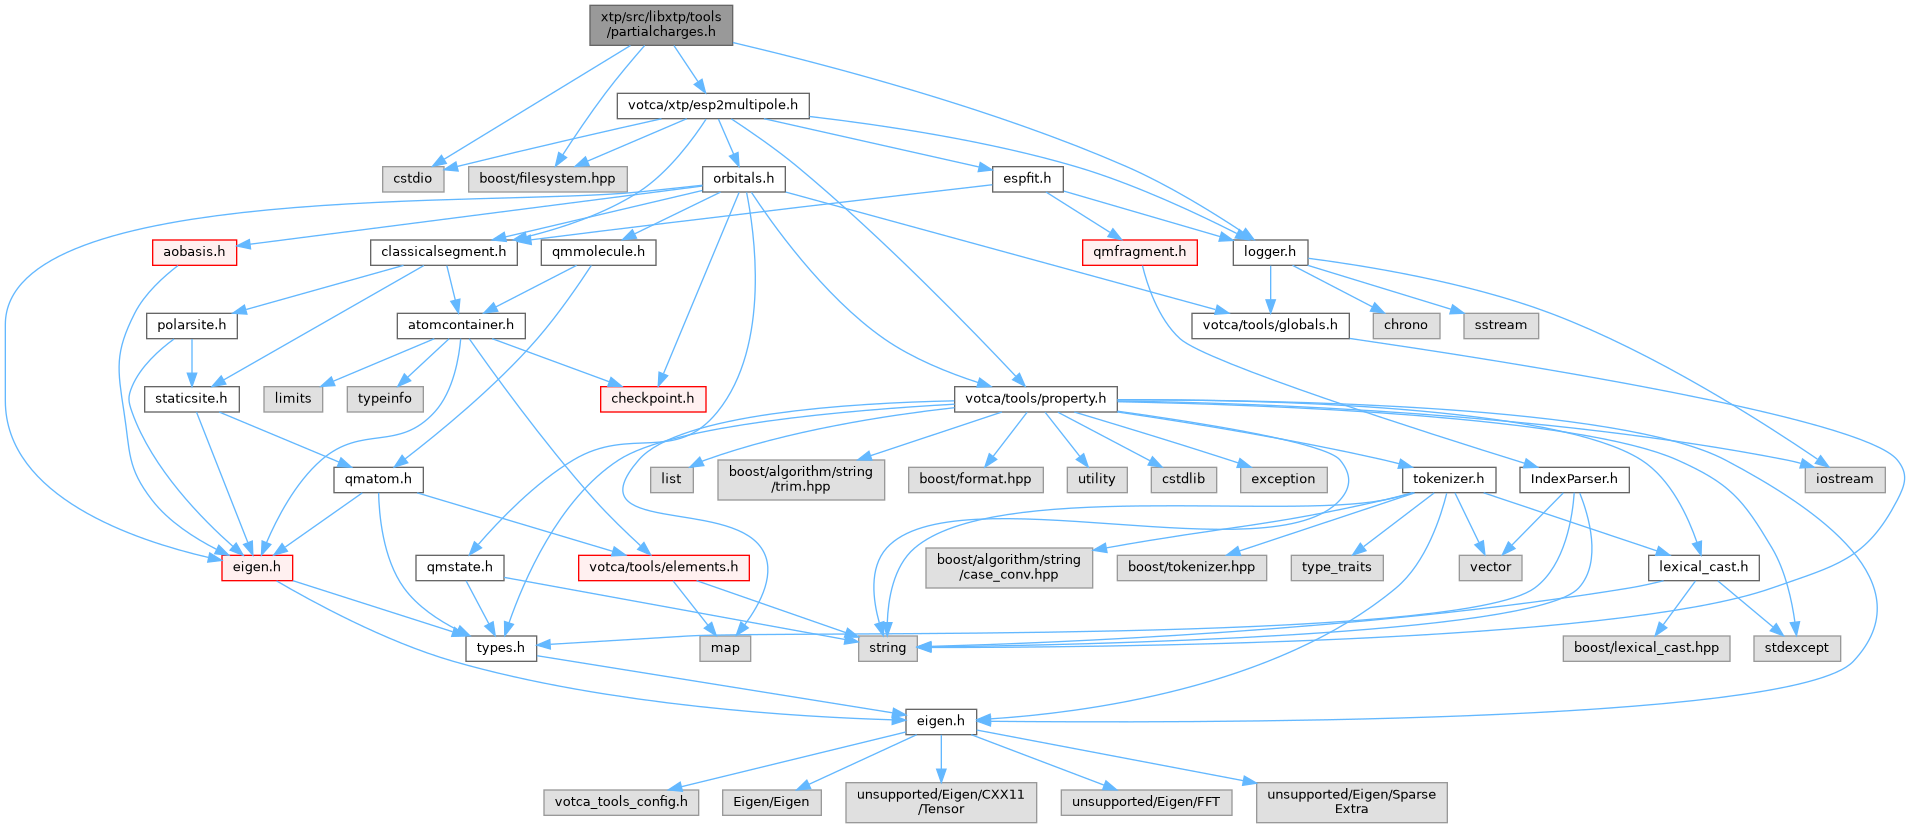 xtp/src/libxtp/tools
/partialcharges.h
votca/xtp/esp2multipole.h
cstdio
boost/filesystem.hpp
orbitals.h
espfit.h
aobasis.h
classicalsegment.h
qmmolecule.h
qmfragment.h
logger.h
polarsite.h
atomcontainer.h
votca/tools/globals.h
chrono
sstream
staticsite.h
limits
typeinfo
checkpoint.h
votca/tools/property.h
qmatom.h
list
boost/algorithm/string
/trim.hpp
boost/format.hpp
utility
cstdlib
exception
tokenizer.h
IndexParser.h
iostream
eigen.h
qmstate.h
votca/tools/elements.h
boost/algorithm/string
/case_conv.hpp
boost/tokenizer.hpp
type_traits
vector
lexical_cast.h
types.h
map
string
boost/lexical_cast.hpp
stdexcept
eigen.h
votca_tools_config.h
Eigen/Eigen
unsupported/Eigen/CXX11
/Tensor
unsupported/Eigen/FFT
unsupported/Eigen/Sparse
Extra